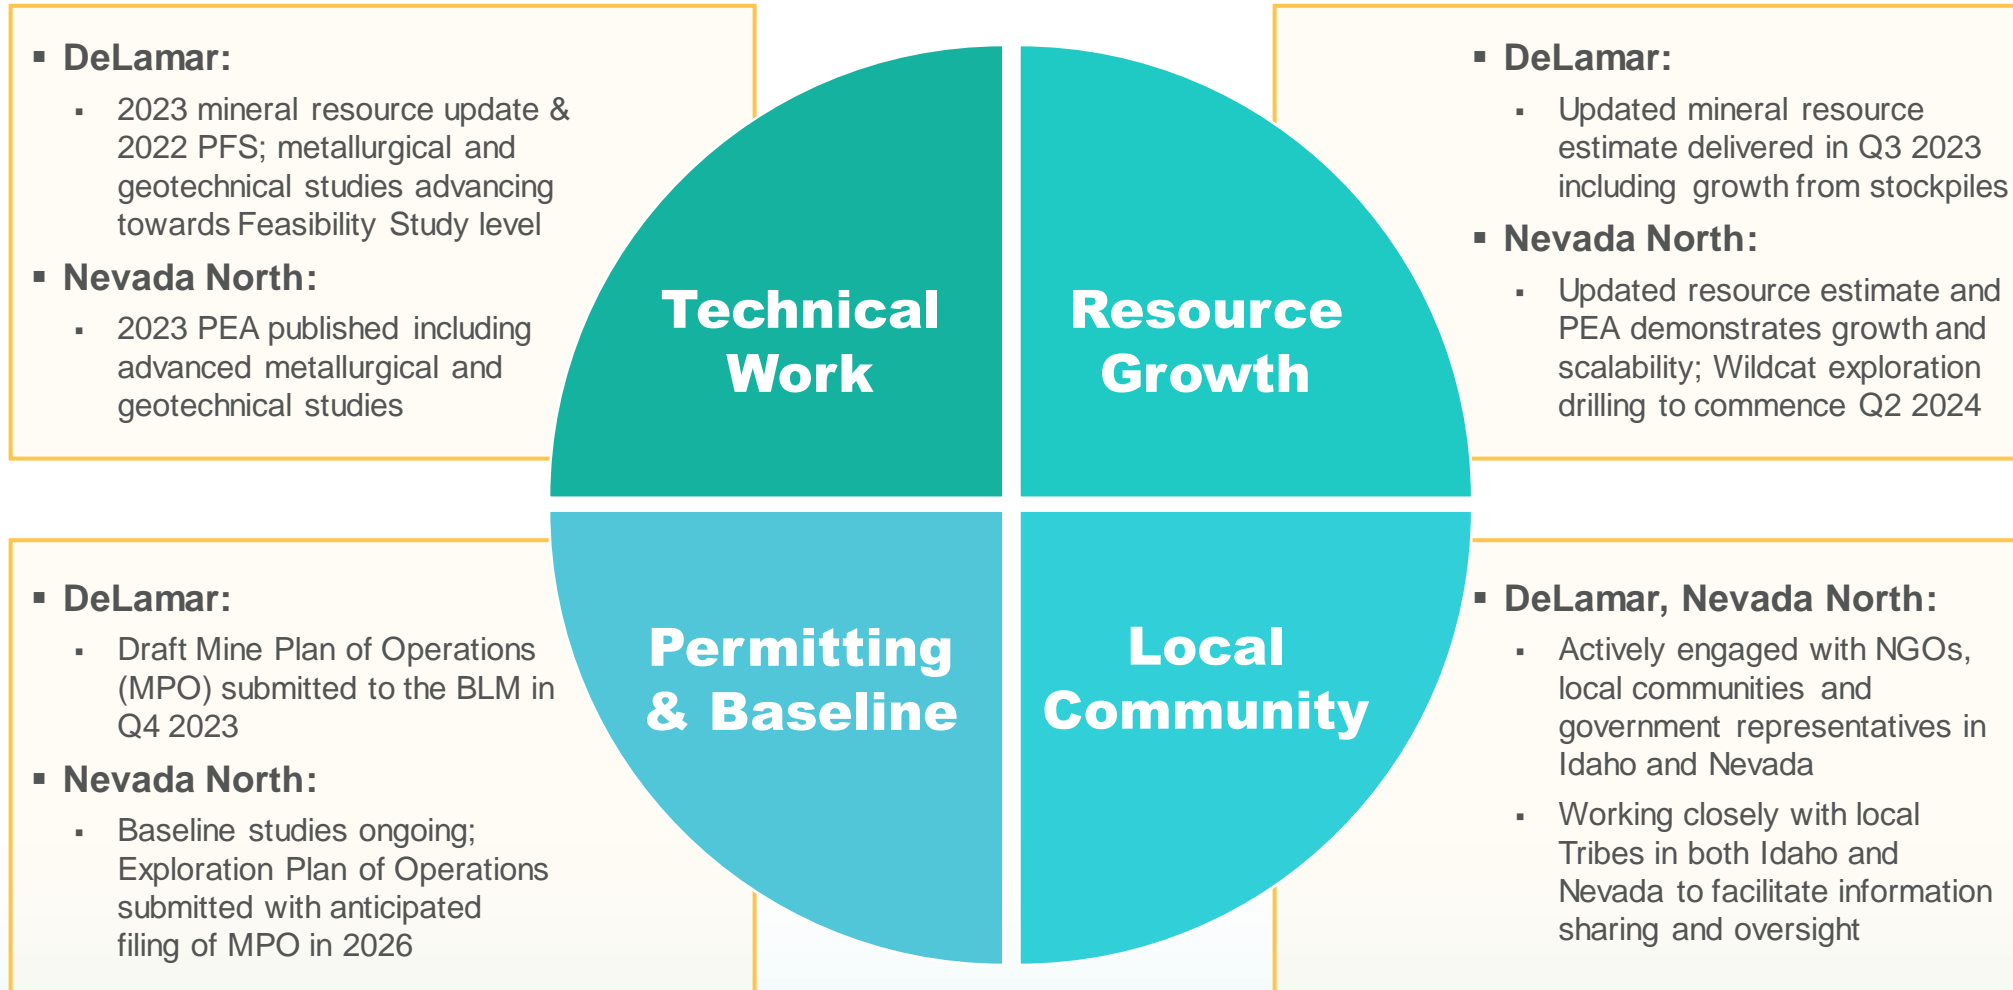 ▪ DeLamar:
▪ 2023 mineral resource update &
2022 PFS; metallurgical and
geotechnical studies advancing
towards Feasibility Study level
▪ Nevada North:
▪ 2023 PEA published including
advanced metallurgical and
geotechnical studies
Technical
Work
Resource
Growth
▪ DeLamar:
▪ Updated mineral resource
estimate delivered in Q3 2023
including growth from stockpiles
▪ Nevada North:
▪ Updated resource estimate and
PEA demonstrates growth and
scalability; Wildcat exploration
drilling to commence Q2 2024
▪ DeLamar:
▪ Draft Mine Plan of Operations
(MPO) submitted to the BLM in
Q4 2023
▪ Nevada North:
▪ Baseline studies ongoing;
Exploration Plan of Operations
submitted with anticipated
filing of MPO in 2026
Permitting
& Baseline
Local
Community
▪ DeLamar, Nevada North:
▪ Actively engaged with NGOs,
local communities and
government representatives in
Idaho and Nevada
▪ Working closely with local
Tribes in both Idaho and
Nevada to facilitate information
sharing and oversight